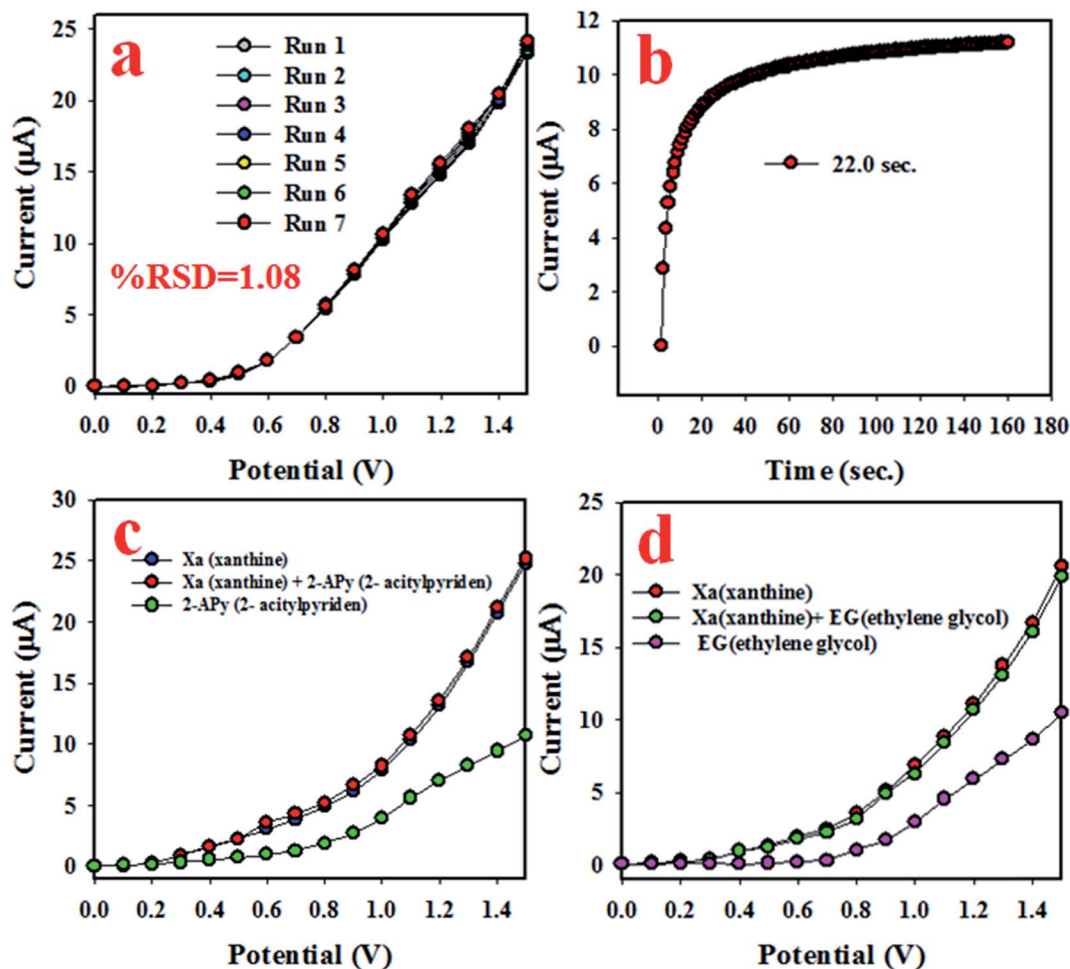 a
Run 1
Run 2
Run 3
Run 4
Run 5
Run 6
Run 7
%RSD=1.08
Current (µA)
25
20
15
10
5
0
0.0 0.2 0.4 0.6 0.8 1.0 1.2 1.4
Potential (V)
b
22.0 sec.
Current (µA)
12
10
8
6
4
2
0
0 20 40 60 80 100 120 140 160 180
Time (sec.)
c
Xa (xanthine)
Xa (xanthine) + 2-APy (2- acitylpyriden)
2-APy (2- acitylpyriden)
Current (µA)
30
25
20
15
10
5
0
0.0 0.2 0.4 0.6 0.8 1.0 1.2 1.4
Potential (V)
d
Xa(xanthine)
Xa(xanthine)+ EG(ethylene glycol)
EG(ethylene glycol)
Current (µA)
25
20
15
10
5
0
0.0 0.2 0.4 0.6 0.8 1.0 1.2 1.4
Potential (V)